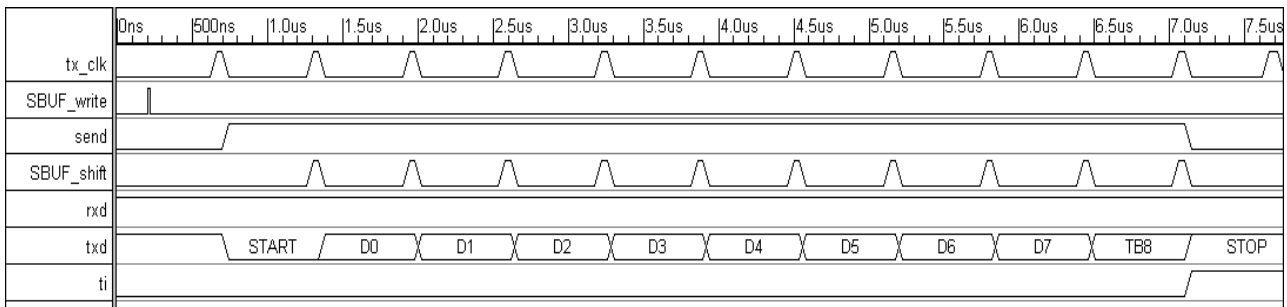 0ns 500ns 1.0us 1.5us 2.0us 2.5us 3.0us 3.5us 4.0us 4.5us 5.0us 5.5us 6.0us 6.5us 7.0us 7.5us
tx_clk
SBUF_write
send
SBUF_shift
rxd
txd START D0 D1 D2 D3 D4 D5 D6 D7 TB8 STOP
ti